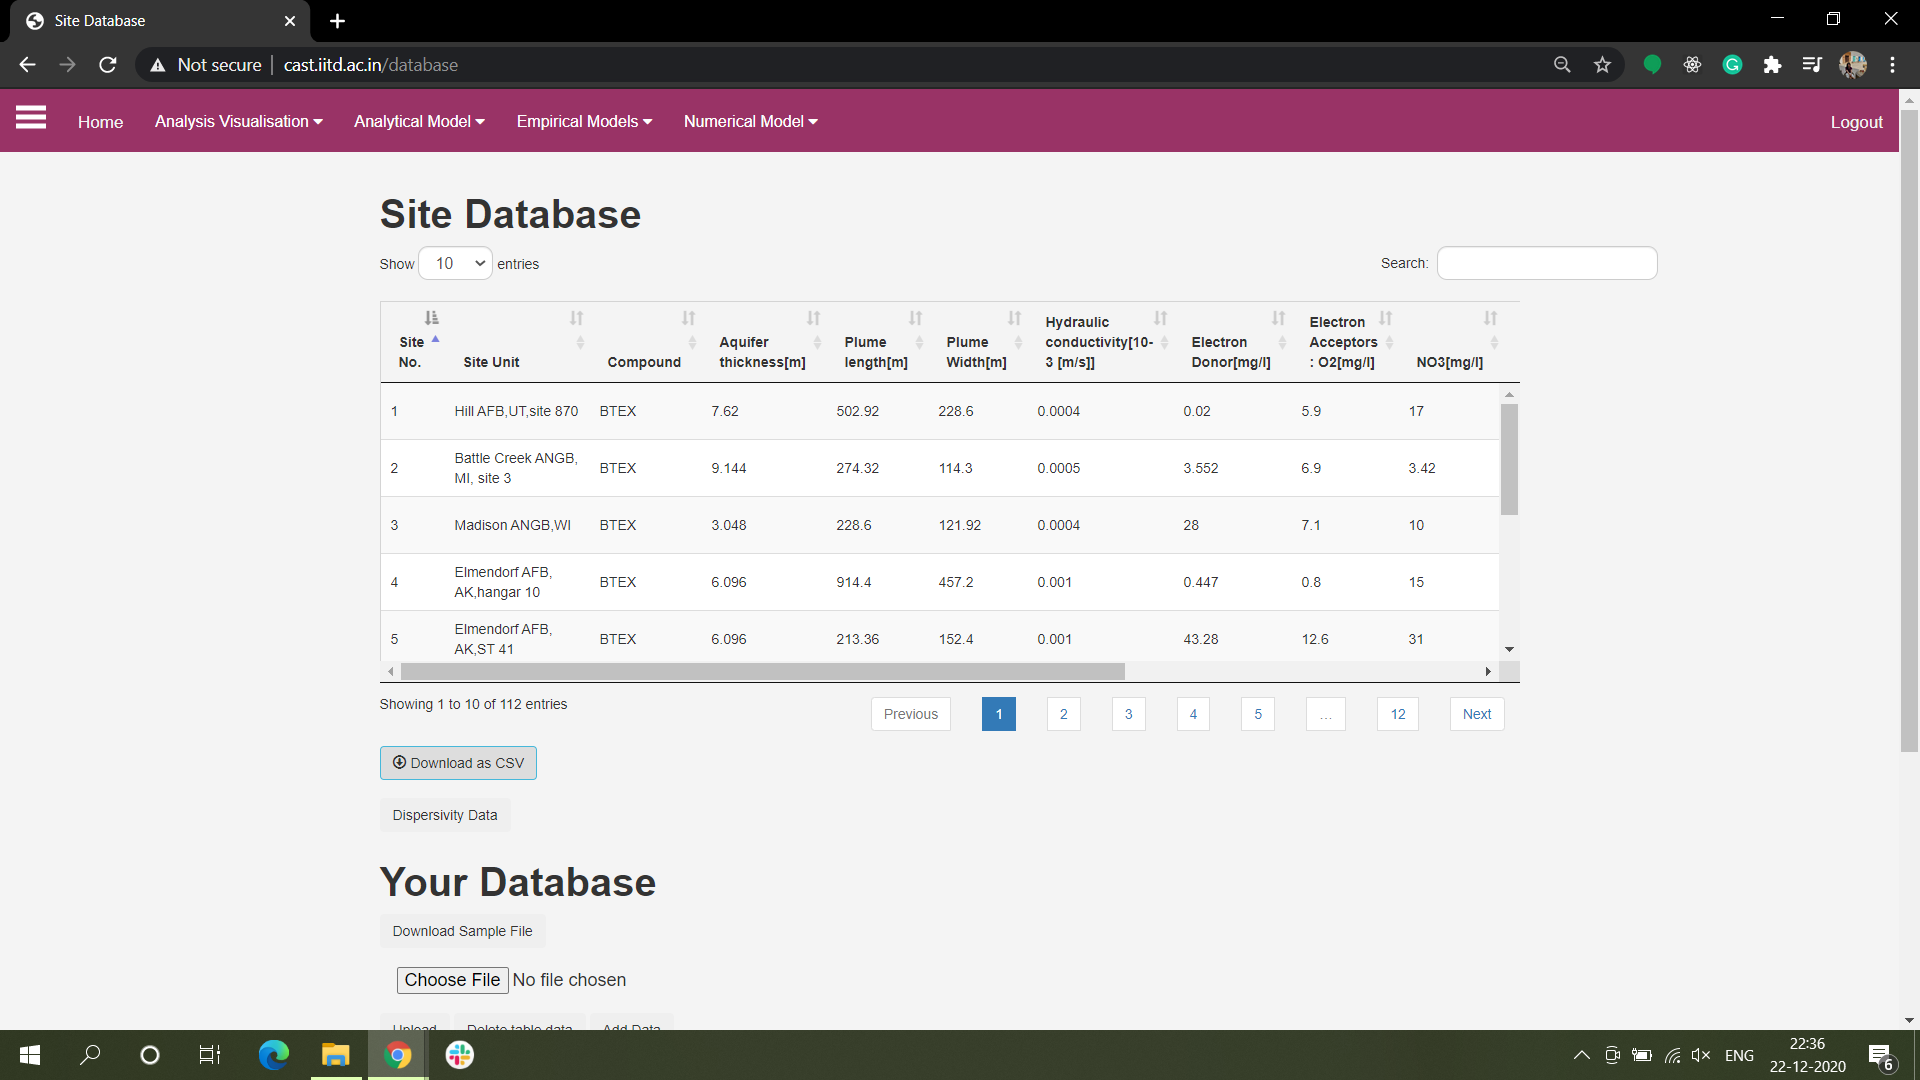 Site Database
Not secure | cast.iitd.ac.in/database
Home Analysis Visualisation Analytical Model Empirical Models Numerical Model Logout
Site Database
Show 10 entries Search:
Site No. Site Unit Compound Aquifer thickness[m] Plume length[m] Plume Width[m] Hydraulic conductivity[10-3 [m/s]] Electron Donor[mg/l] Electron Acceptors : O2[mg/l] NO3[mg/l]
1 Hill AFB,UT,site 870 BTEX 7.62 502.92 228.6 0.0004 0.02 5.9 17
2 Battle Creek ANGB, MI, site 3 BTEX 9.144 274.32 114.3 0.0005 3.552 6.9 3.42
3 Madison ANGB,WI BTEX 3.048 228.6 121.92 0.0004 28 7.1 10
4 Elmendorf AFB, AK,hangar 10 BTEX 6.096 914.4 457.2 0.001 0.447 0.8 15
5 Elmendorf AFB, AK,ST 41 BTEX 6.096 213.36 152.4 0.001 43.28 12.6 31
Showing 1 to 10 of 112 entries Previous 1 2 3 4 5 … 12 Next
Download as CSV
Dispersivity Data
Your Database
Download Sample File
Choose File No file chosen
Upload Delete table data Add Data
ENG 22:36
22-12-2020 6